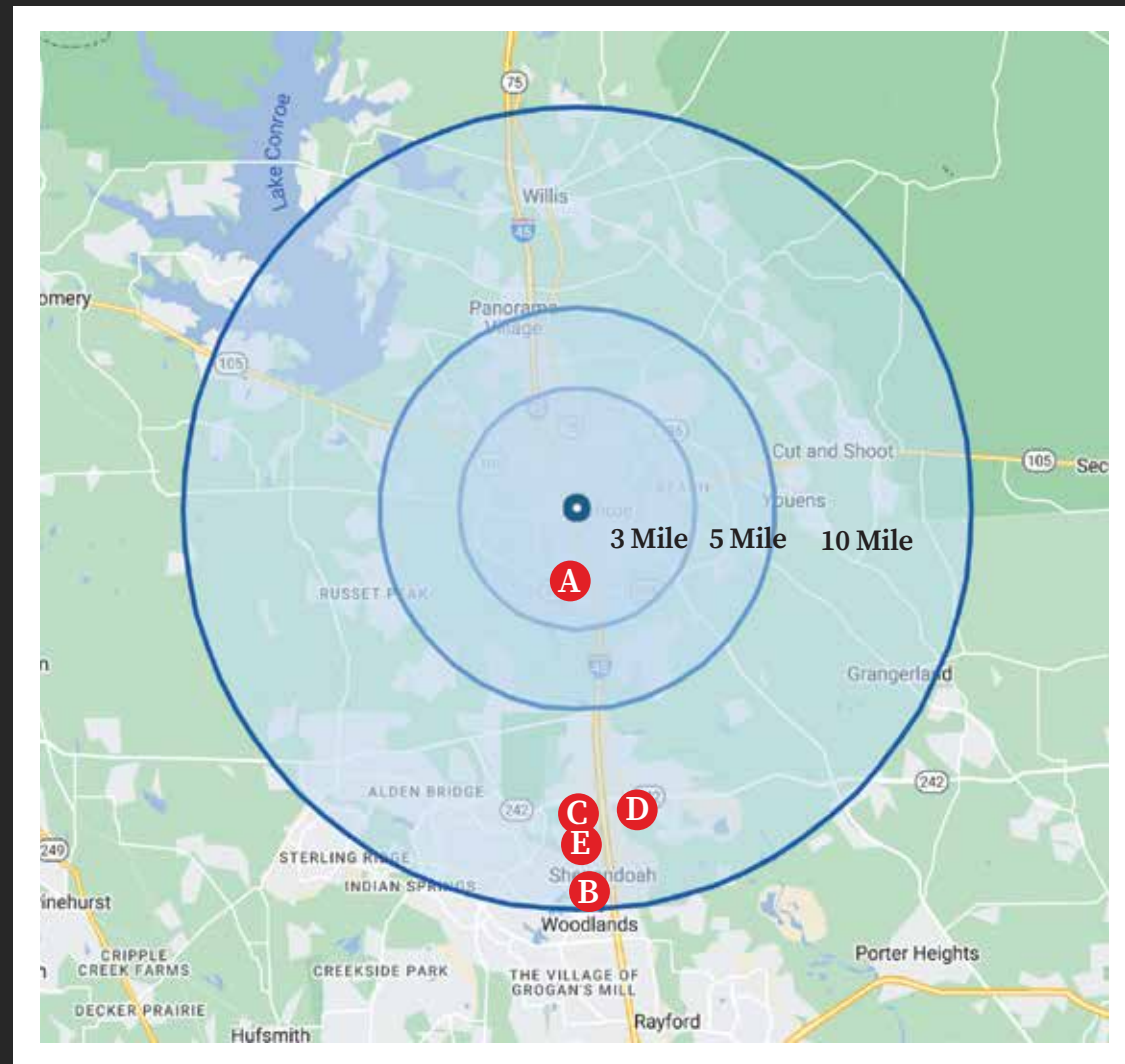 75
Lake Conroe
Willis
45
omery
Panorama
Village
105
Cut and Shoot
105
Sec
Youens
3 Mile
5 Mile
10 Mile
A
RUSSET PEAK
n
45
Grangerland
242
ALDEN BRIDGE
242
C
D
E
249
STERLING RIDGE
Shenandoah
INDIAN SPRINGS
B
inehurst
Woodlands
CRIPPLE
CREEK FARMS
CREEKSIDE PARK
THE VILLAGE OF
GROGAN'S MILL
Porter Heights
DECKER PRAIRIE
Rayford
Hufsmith